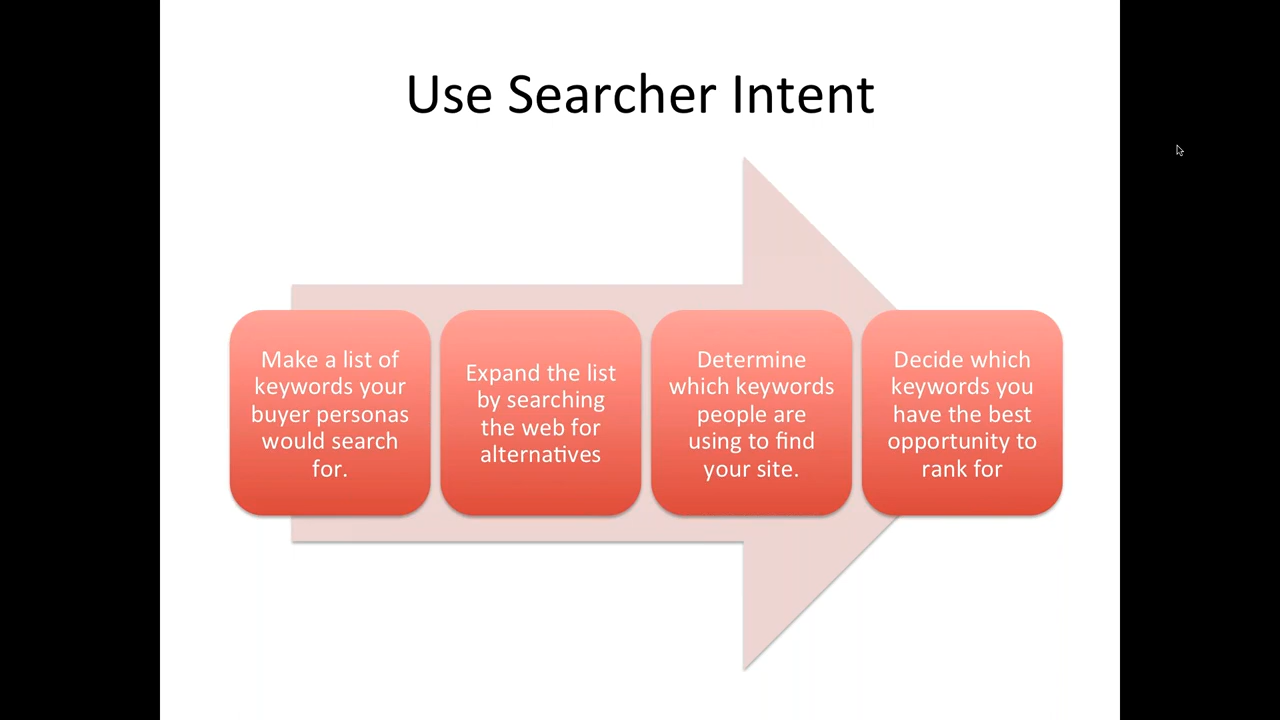 Use Searcher Intent
Make a list of
keywords your
buyer personas
would search
for.
Expand the list
by searching
the web for
alternatives
Determine
which keywords
people are
using to find
your site.
Decide which
keywords you
have the best
opportunity to
rank for